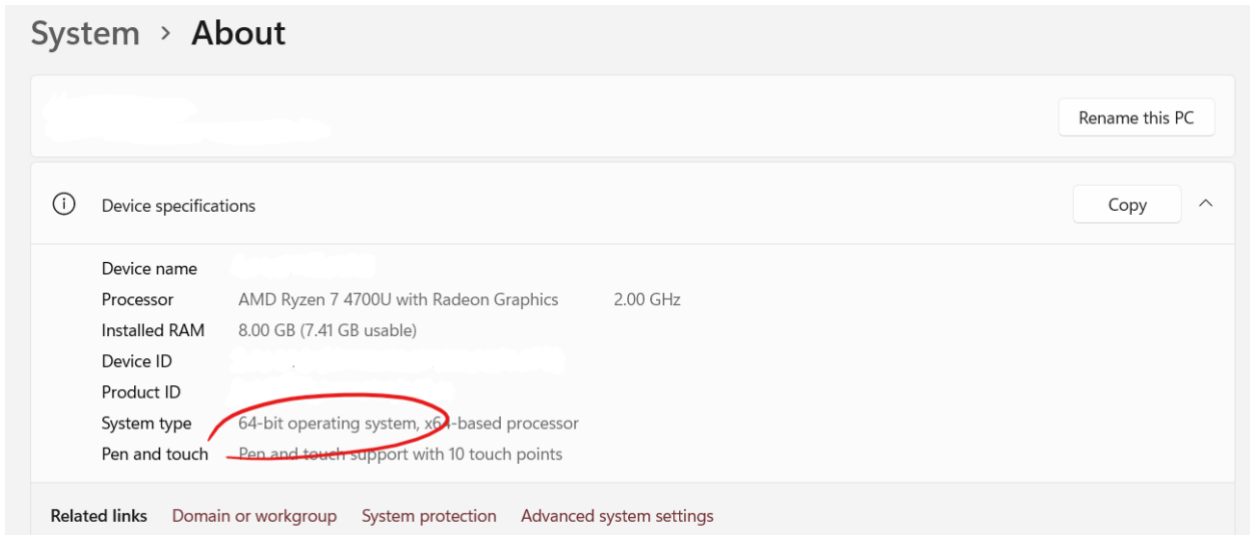 System > About
Rename this PC
Device specifications
Copy
Device name
Processor AMD Ryzen 7 4700U with Radeon Graphics 2.00 GHz
Installed RAM 8.00 GB (7.41 GB usable)
Device ID
Product ID
System type 64-bit operating system, x64-based processor
Pen and touch Pen and touch support with 10 touch points
Related links Domain or workgroup System protection Advanced system settings